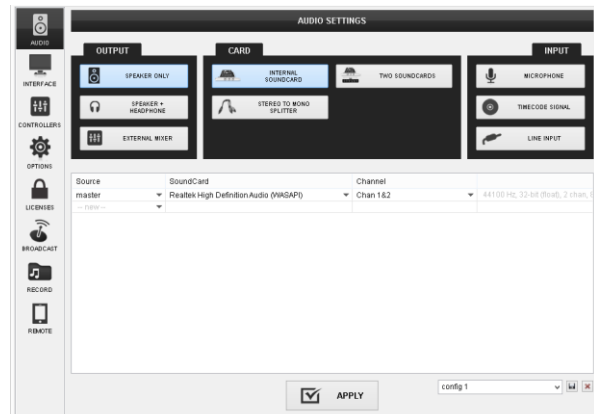 AUDIO SETTINGS
AUDIO
INTERFACE
CONTROLLERS
OPTIONS
LICENSES
BROADCAST
RECORD
REMOTE
OUTPUT
SPEAKER ONLY
SPEAKER +
HEADPHONE
EXTERNAL MIXER
CARD
INTERNAL
SOUNDCARD
TWO SOUNDCARDS
STEREO TO MONO
SPLITTER
INPUT
MICROPHONE
TIMECODE SIGNAL
LINE INPUT
Source SoundCard Channel
master Realtek High Definition Audio (WASAPI) Chan 1&2 44100 Hz, 32-bit (float), 2 chan,
-- new --
APPLY
config 1